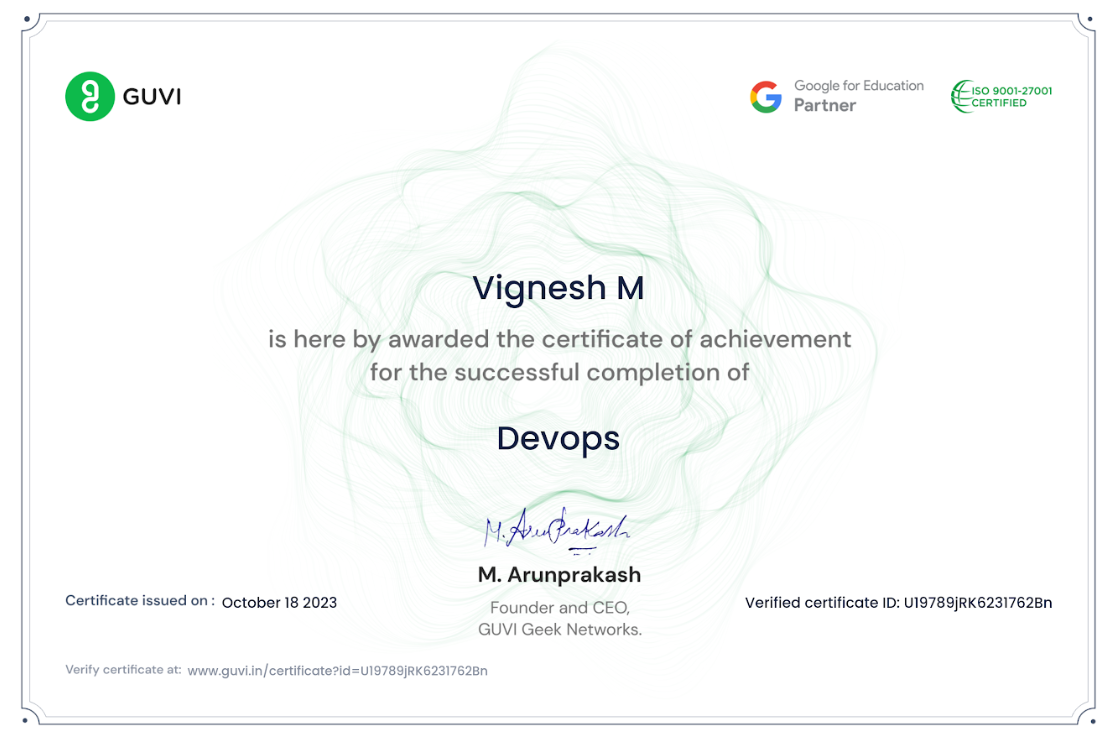 GUVI
Google for Education
Partner
ISO 9001-27001
CERTIFIED
Vignesh M
is here by awarded the certificate of achievement
for the successful completion of
Devops
M. Arunprakash
M. Arunprakash
Founder and CEO,
GUVI Geek Networks.
Certificate issued on : October 18 2023
Verified certificate ID: U19789jRK6231762Bn
Verify certificate at: www.guvi.in/certificate?id=U19789jRK6231762Bn